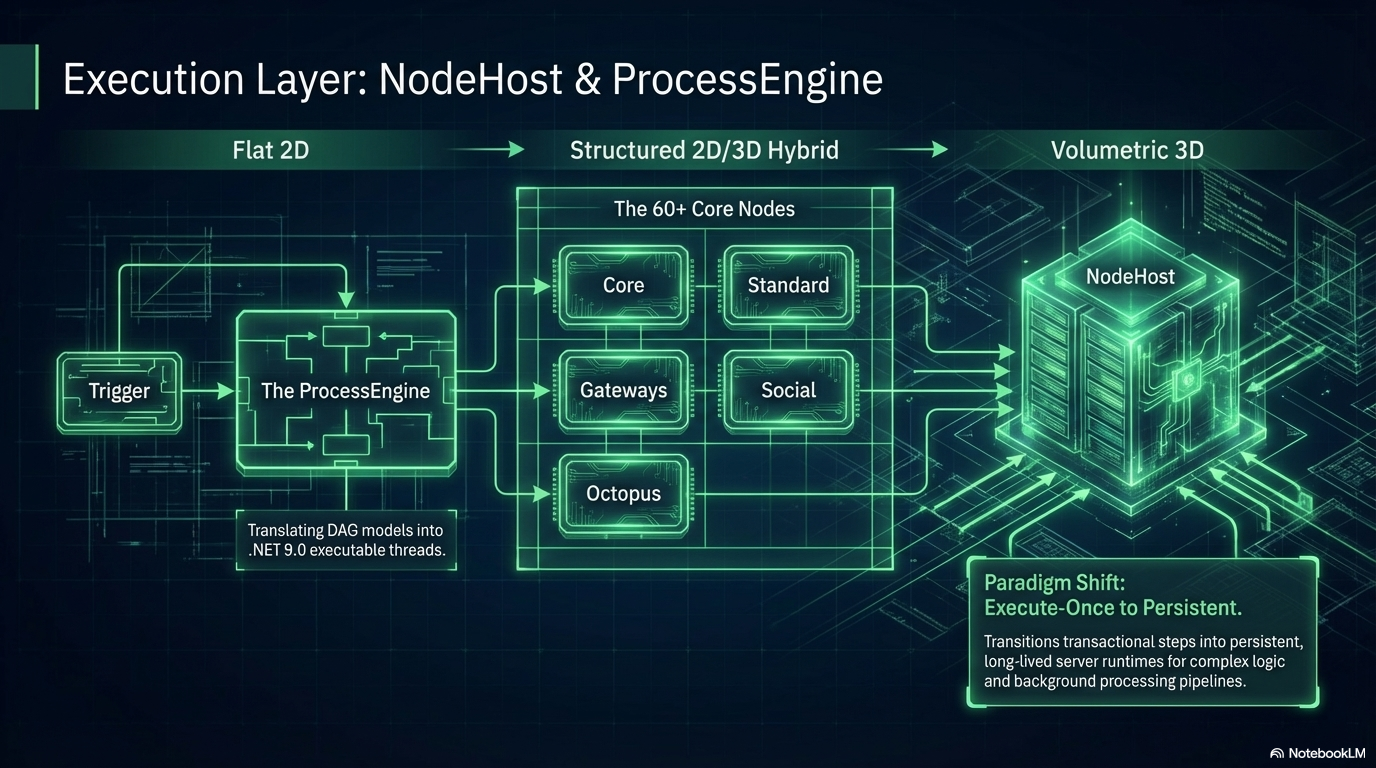 Execution Layer: NodeHost & ProcessEngine
Flat 2D
Structured 2D/3D Hybrid
Volumetric 3D
The 60+ Core Nodes
Trigger
The ProcessEngine
Translating DAG models into
.NET 9.0 executable threads.
Core
Standard
Gateways
Social
Octopus
NodeHost
Paradigm Shift:
Execute-Once to Persistent.
Transitions transactional steps into persistent,
long-lived server runtimes for complex logic
and background processing pipelines.
NotebookLM